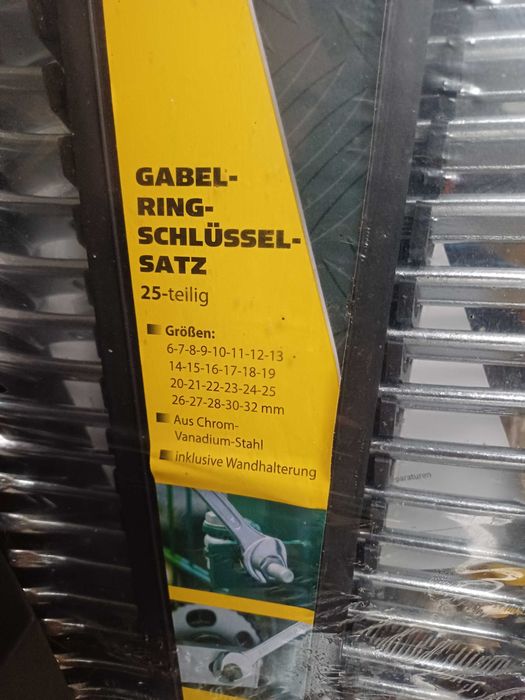 GABEL-
RING-
SCHLÜSSEL-
SATZ
25-teilig
Größen:
6-7-8-9-10-11-12-13
14-15-16-17-18-19
20-21-22-23-24-25
26-27-28-30-32 mm
Aus Chrom-
Vanadium-Stahl
inklusive Wandhalterung
paraturen